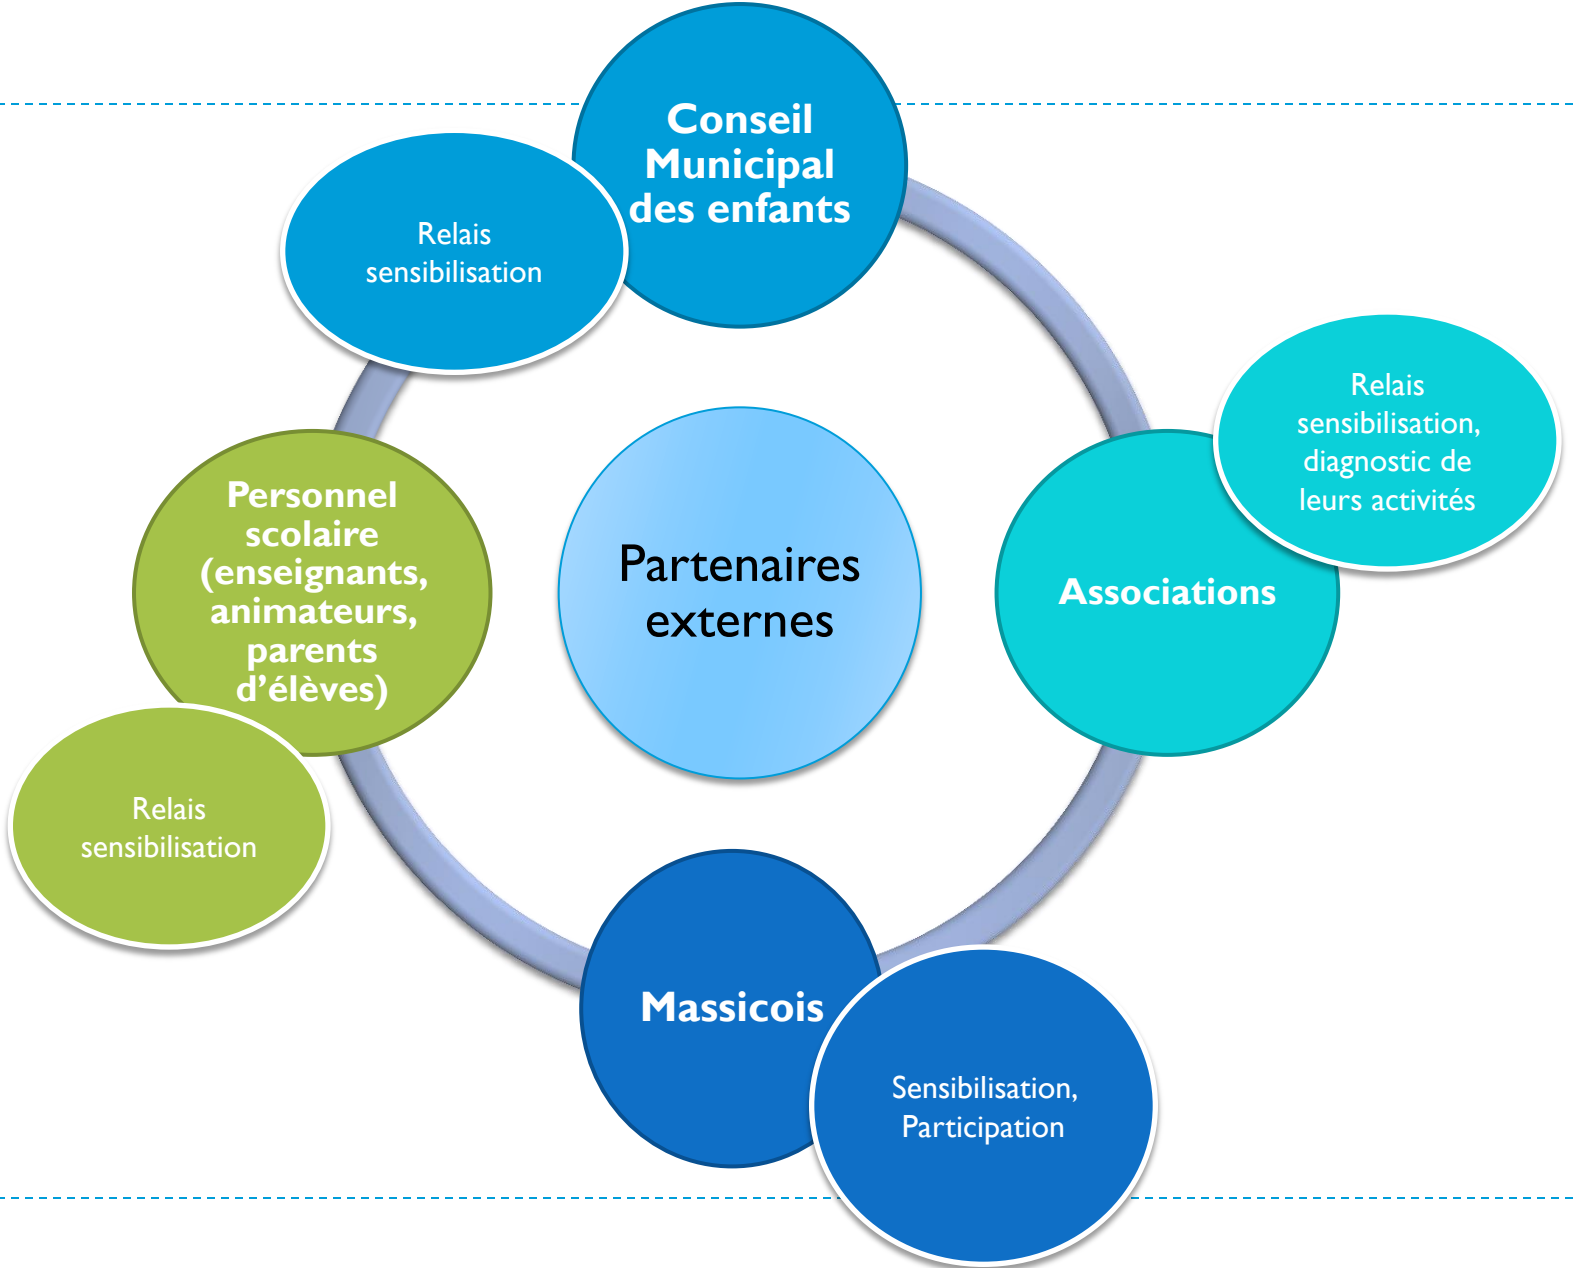 Conseil
Municipal
des enfants
Relais
sensibilisation
Relais
sensibilisation,
diagnostic de
leurs activités
Associations
Personnel
scolaire
(enseignants,
animateurs,
parents
d’élèves)
Partenaires
externes
Relais
sensibilisation
Massicois
Sensibilisation,
Participation